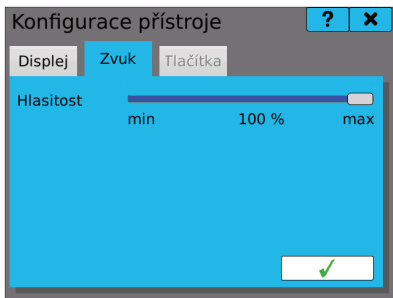 Konfigurace přístroje ?
Displej Zvuk Tlačítka
Hlasitost
min 100 % max